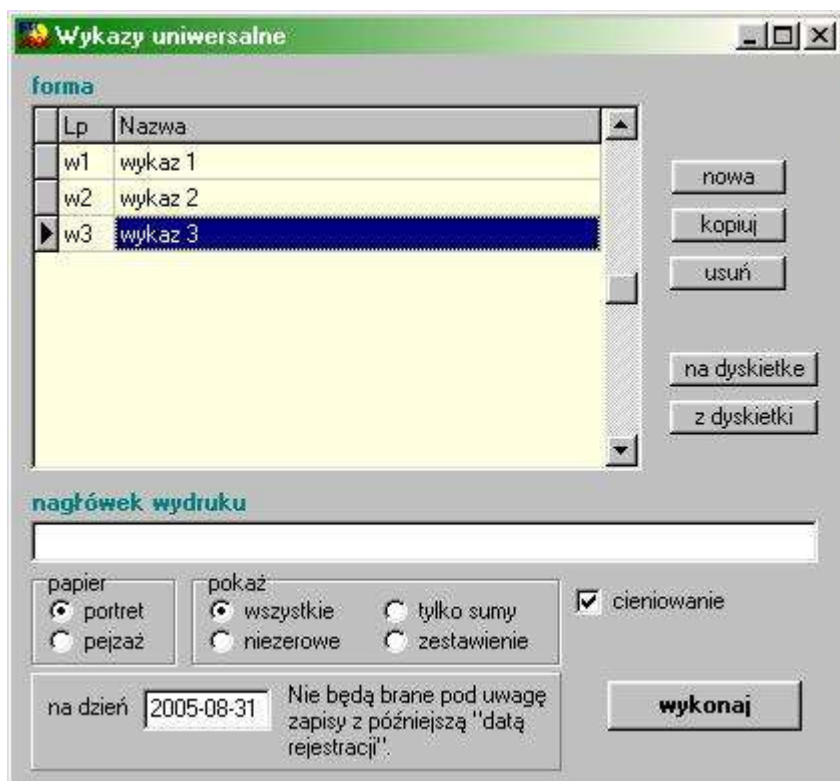 Wykazy uniwersalne
forma
Lp Nazwa
w1 wykaz 1
w2 wykaz 2
w3 wykaz 3
nowa
kopiuj
usuń
na dyskietke
z dyskietki
nagłówek wydruku
papier
portret
pejzaż
pokaż
wszystkie
tylko sumy
niezerowe
zestawienie
cieniowanie
na dzień 2005-08-31
Nie będą brane pod uwagę
zapisy z późniejszą "datą
rejestracji".
wykonaj